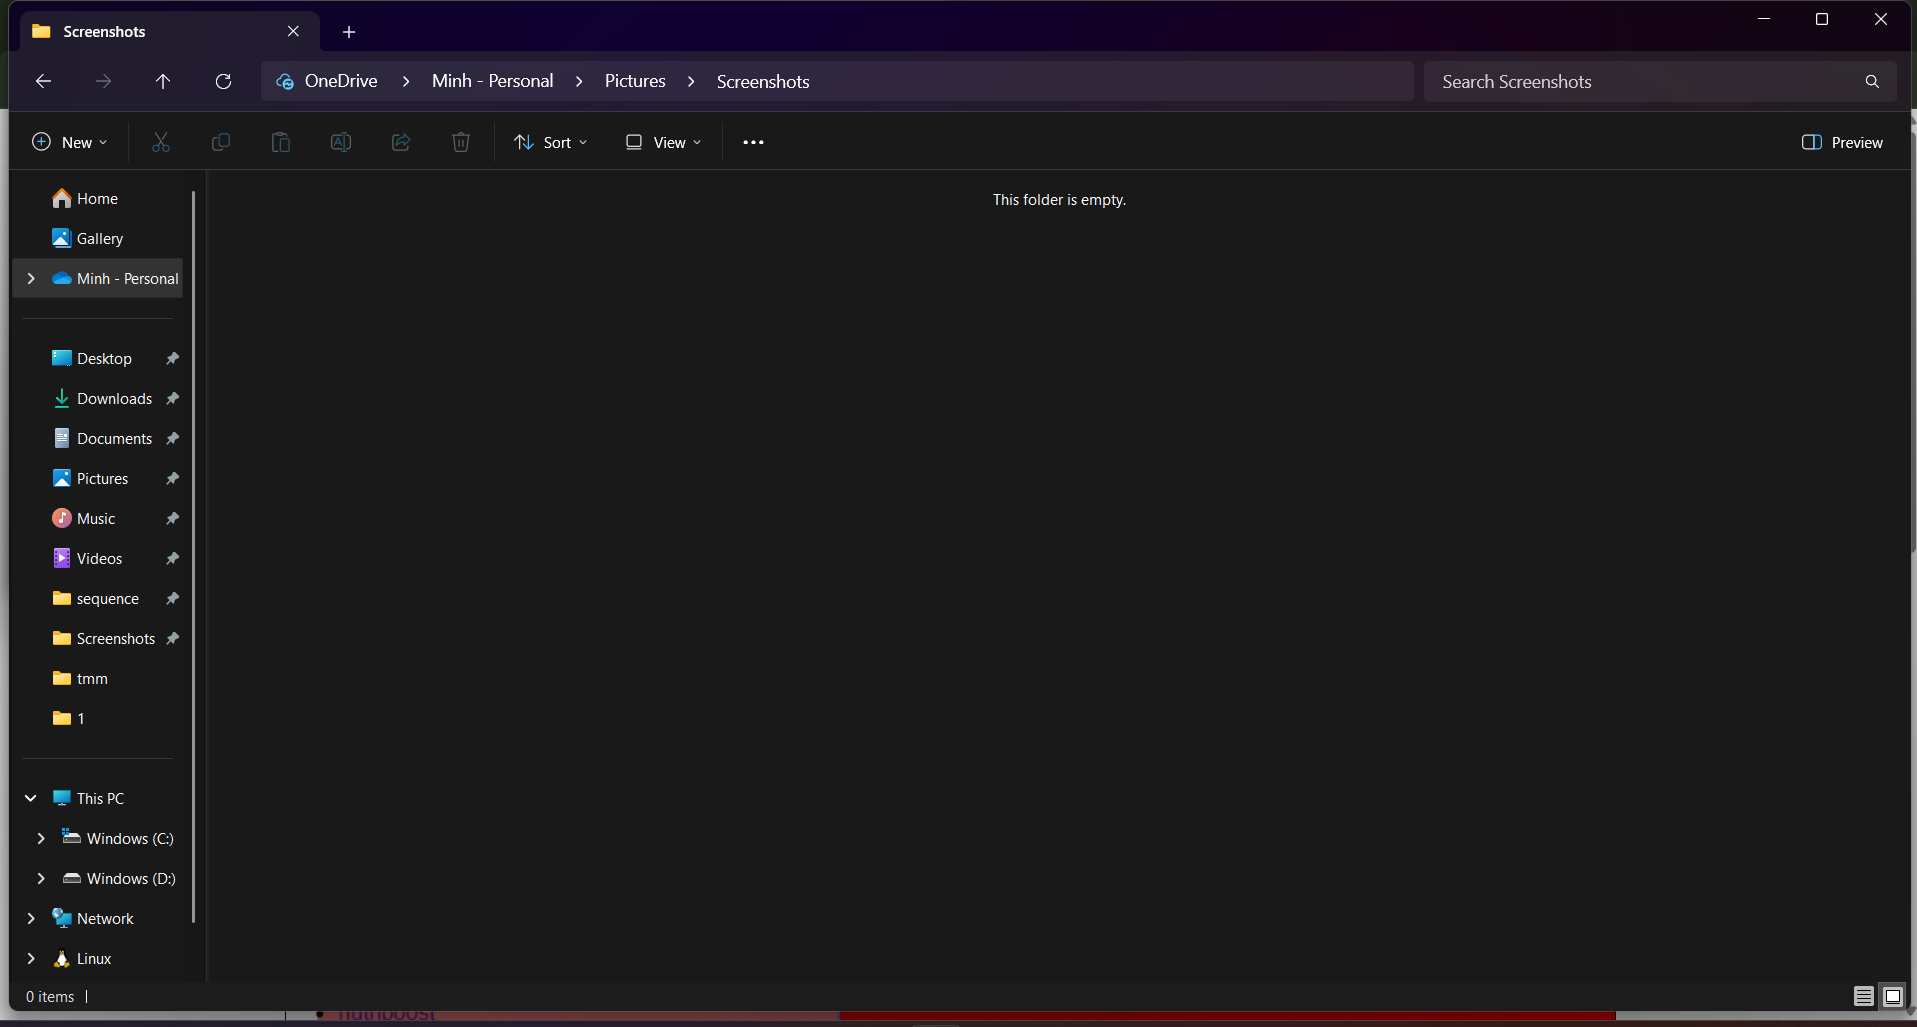 Screenshots
OneDrive > Minh - Personal > Pictures > Screenshots
Search Screenshots
New
Sort
View
Preview
Home
Gallery
Minh - Personal
Desktop
Downloads
Documents
Pictures
Music
Videos
sequence
Screenshots
tmm
1
This PC
Windows (C:)
Windows (D:)
Network
Linux
This folder is empty.
0 items